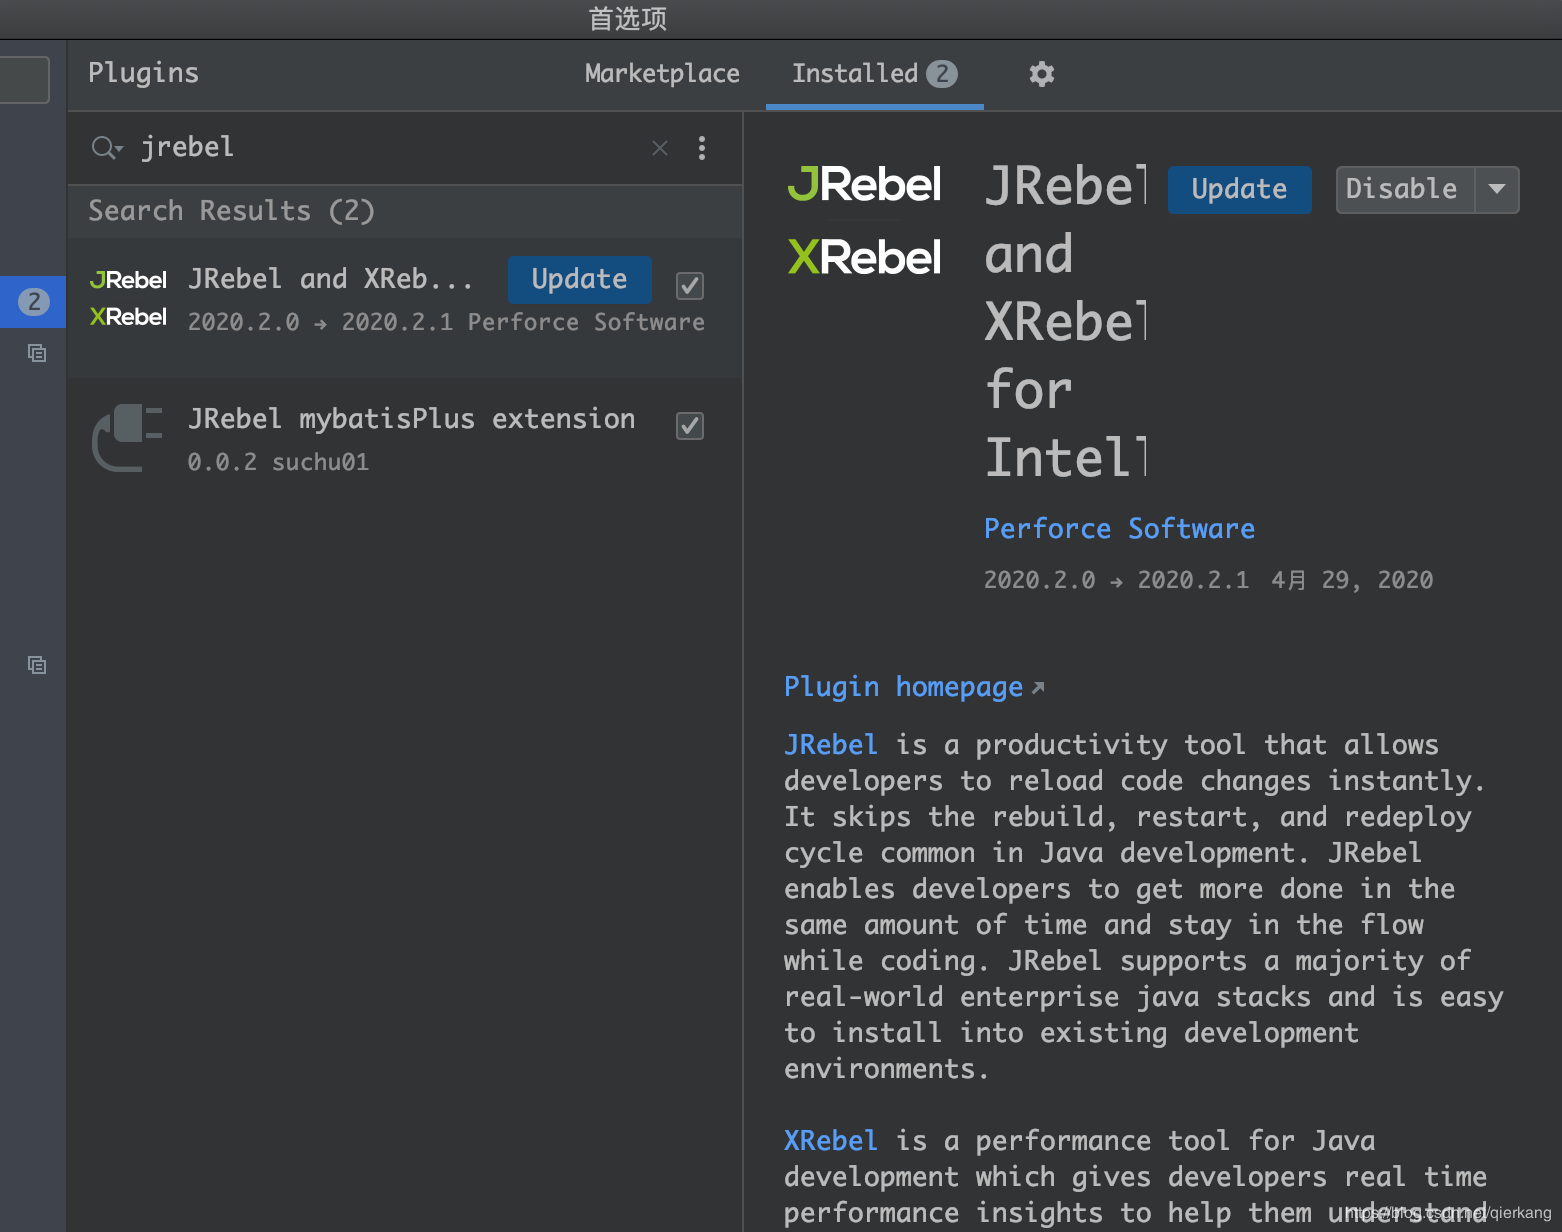 首选项
Plugins
Marketplace
Installed 2
jrebel
Search Results (2)
JRebel
XRebel
JRebel and XReb...
Update
2020.2.0 → 2020.2.1 Perforce Software
2
JRebel mybatisPlus extension
0.0.2 suchu01
JRebel
XRebel
JRebel
and
XRebel
for
Intell
Update
Disable
Perforce Software
2020.2.0 → 2020.2.1 4月 29, 2020
Plugin homepage
JRebel is a productivity tool that allows
developers to reload code changes instantly.
It skips the rebuild, restart, and redeploy
cycle common in Java development. JRebel
enables developers to get more done in the
same amount of time and stay in the flow
while coding. JRebel supports a majority of
real-world enterprise java stacks and is easy
to install into existing development
environments.
XRebel is a performance tool for Java
development which gives developers real time
performance insights to help them understand
https://blog.csdn.net/qierkang